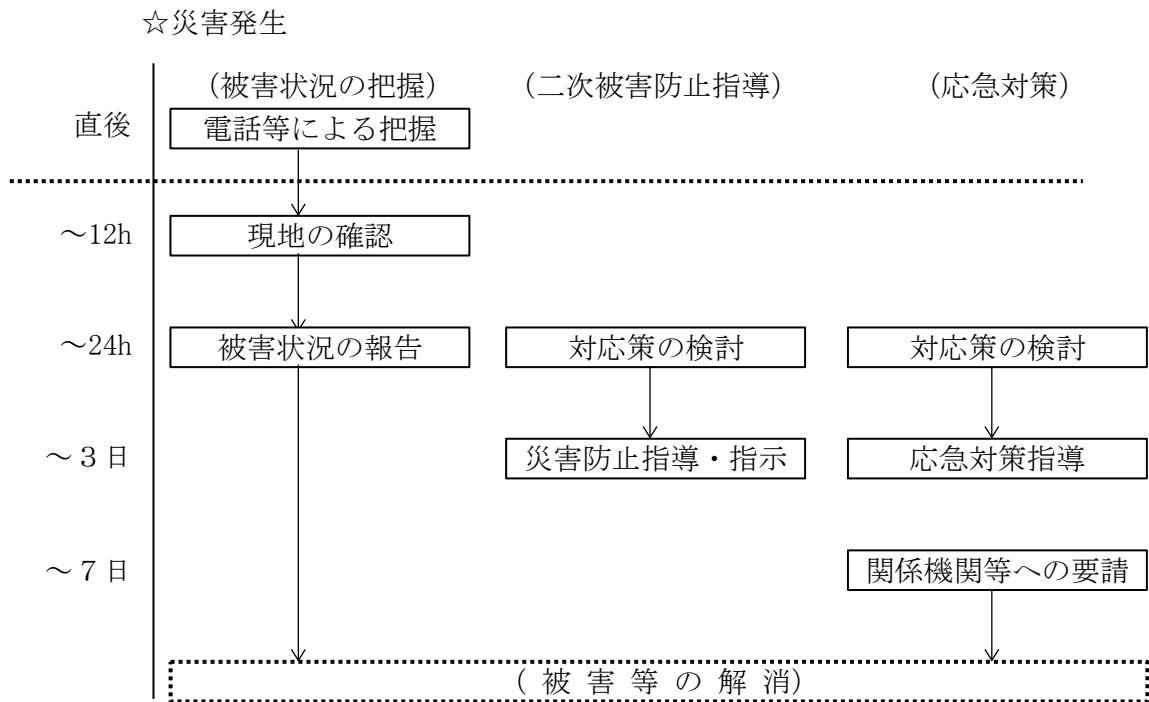 ☆災害発生
(被害状況の把握) (二次被害防止指導) (応急対策)
直後 電話等による把握
～12h 現地の確認
～24h 被害状況の報告 対応策の検討 対応策の検討
～３日 災害防止指導・指示 応急対策指導
～７日 関係機関等への要請
( 被 害 等 の 解 消)